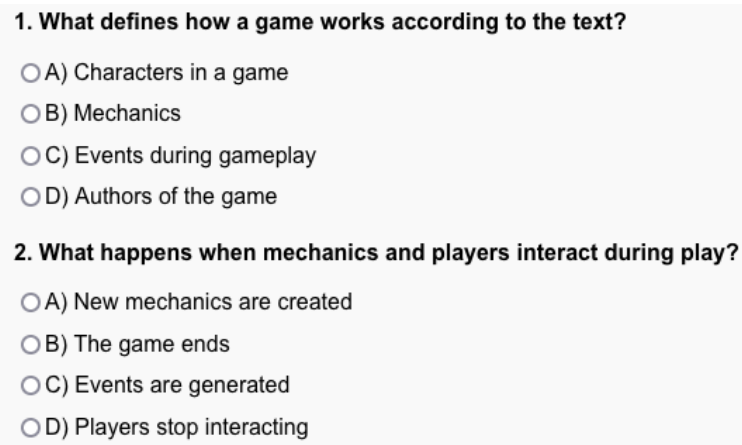 1. What defines how a game works according to the text?
A) Characters in a game
B) Mechanics
C) Events during gameplay
D) Authors of the game
2. What happens when mechanics and players interact during play?
A) New mechanics are created
B) The game ends
C) Events are generated
D) Players stop interacting